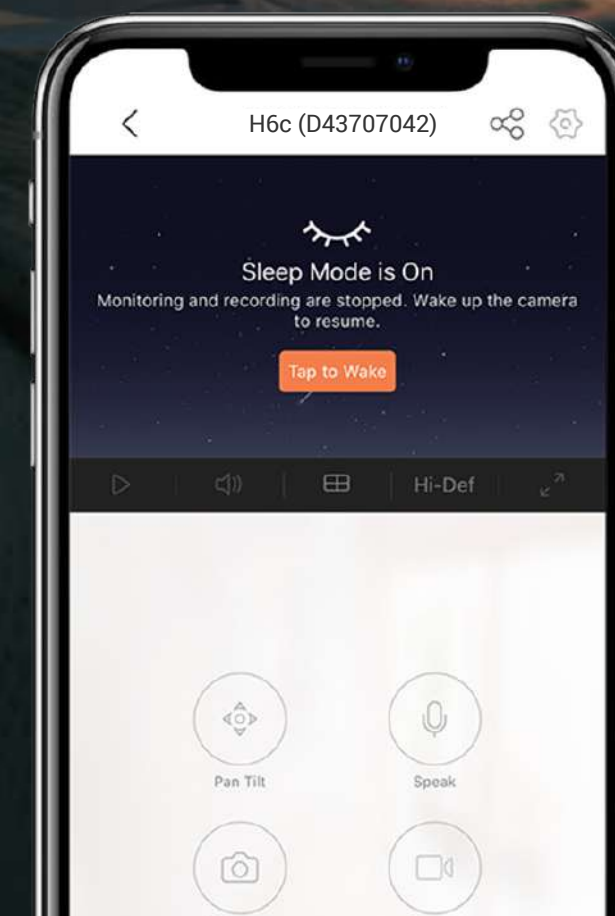 H6c (D43707042)
Sleep Mode is On
Monitoring and recording are stopped. Wake up the camera
to resume.
Tap to Wake
Hi-Def
Pan Tilt
Speak